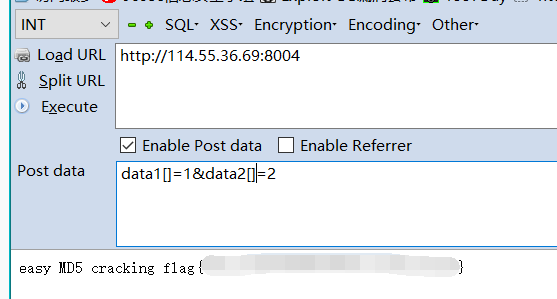 INT SQL· XSS· Encryption· Encoding· Other·
Load URL http://114.55.36.69:8004
Split URL
Execute
Enable Post data Enable Referrer
Post data data1[]=1&data2[]=2
easy MD5 cracking flag{ }